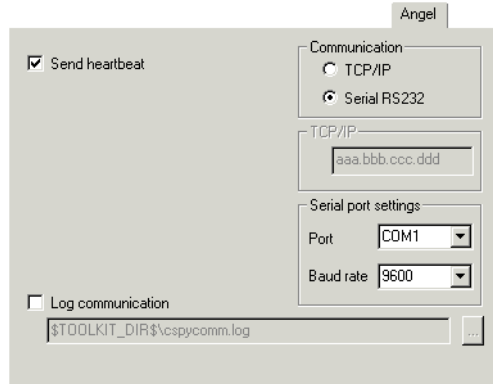 Angel
Send heartbeat
Communication
TCP/IP
Serial RS232
TCP/IP
aaa.bbb.ccc.ddd
Serial port settings
Port COM1
Baud rate 9600
Log communication
$TOOLKIT_DIR$\cspycomm.log
...